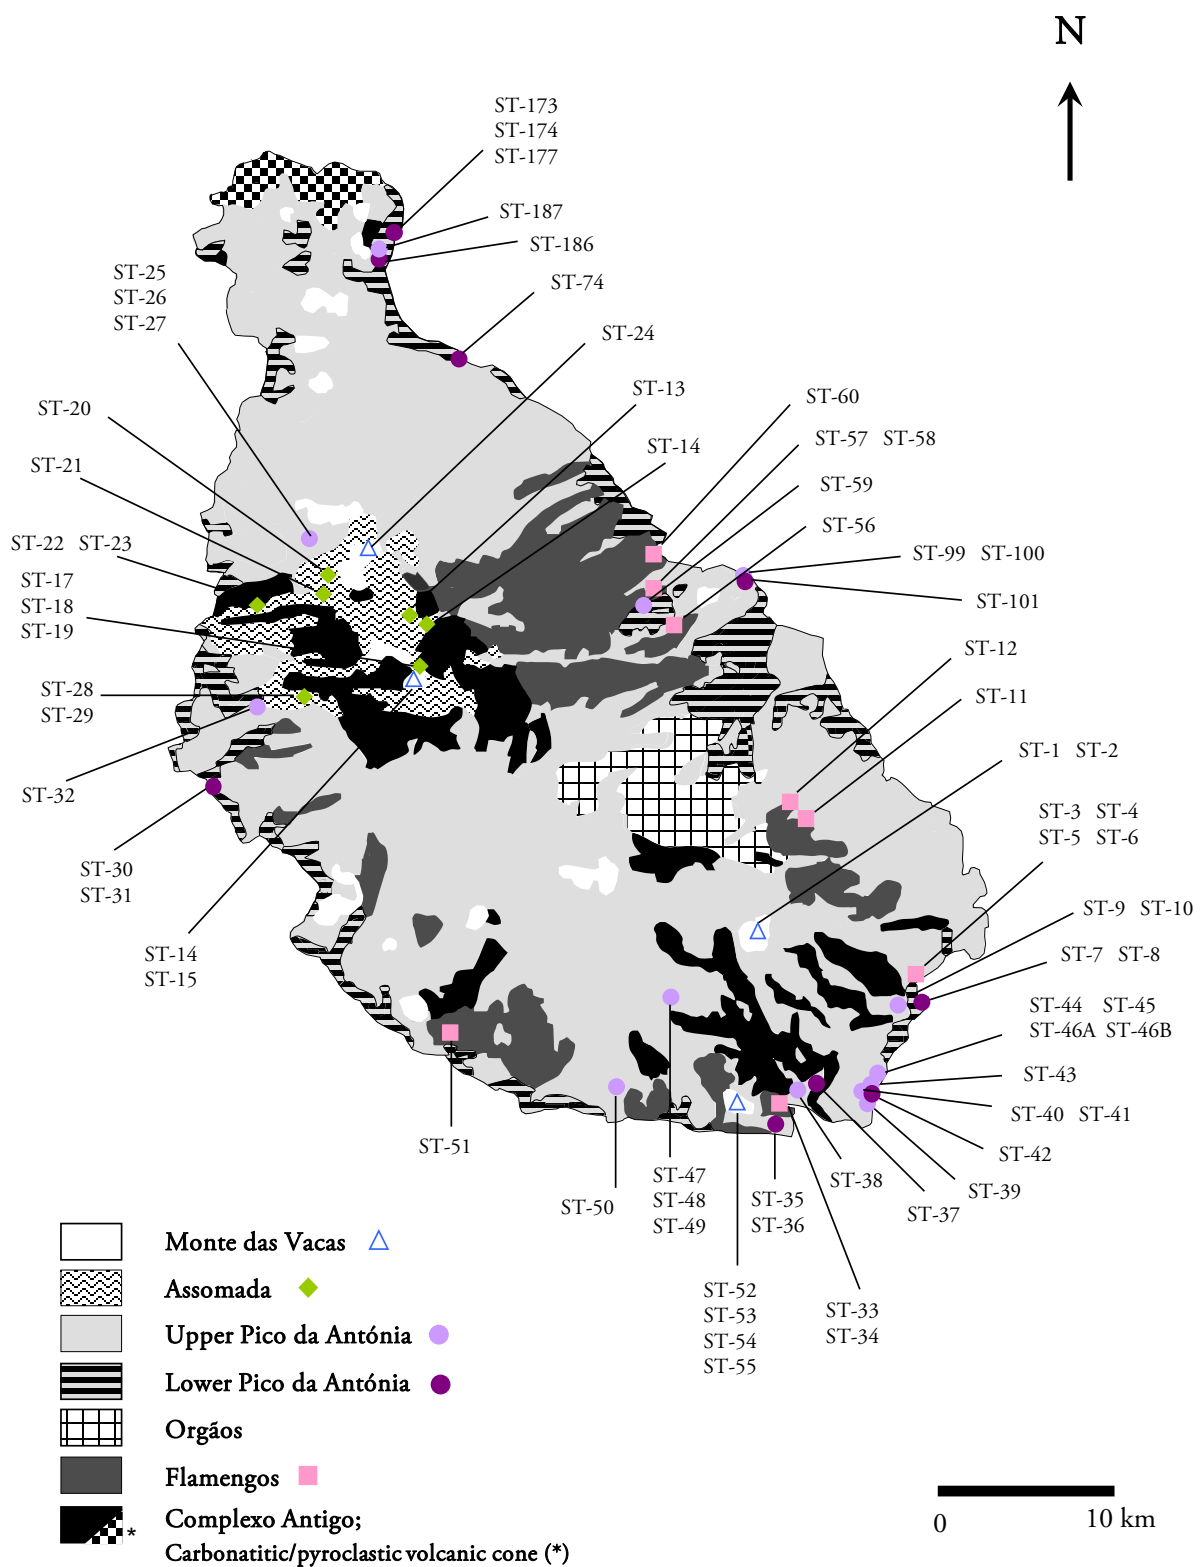 N
ST-173
ST-174
ST-177
ST-187
ST-186
ST-25
ST-26
ST-27
ST-74
ST-24
ST-13
ST-60
ST-20
ST-57 ST-58
ST-14
ST-21
ST-59
ST-56
ST-22 ST-23
ST-99 ST-100
ST-17
ST-18
ST-19
ST-101
ST-12
ST-28
ST-29
ST-11
ST-1 ST-2
ST-32
ST-3 ST-4
ST-5 ST-6
ST-30
ST-31
ST-9 ST-10
ST-14
ST-15
ST-7 ST-8
ST-44 ST-45
ST-46A ST-46B
ST-43
ST-40 ST-41
ST-51
ST-42
ST-38
ST-47
ST-48
ST-49
ST-35
ST-36
ST-39
ST-50
ST-37
Monte das Vacas
ST-52
ST-53
ST-54
ST-55
ST-33
ST-34
Assomada
Upper Pico da Antónia
Lower Pico da Antónia
Orgãos
Flamengos
* Complexo Antigo;
Carbonatitic/pyroclastic volcanic cone (*)
0 10 km